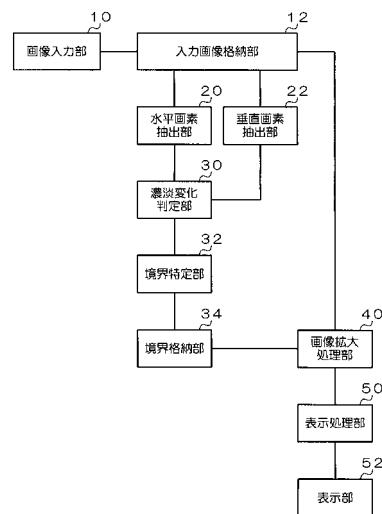 10
画像入力部
12
入力画像格納部
20
水平画素
抽出部
22
垂直画素
抽出部
30
濃淡変化
判定部
32
境界特定部
34
境界格納部
40
画像拡大
処理部
50
表示処理部
52
表示部